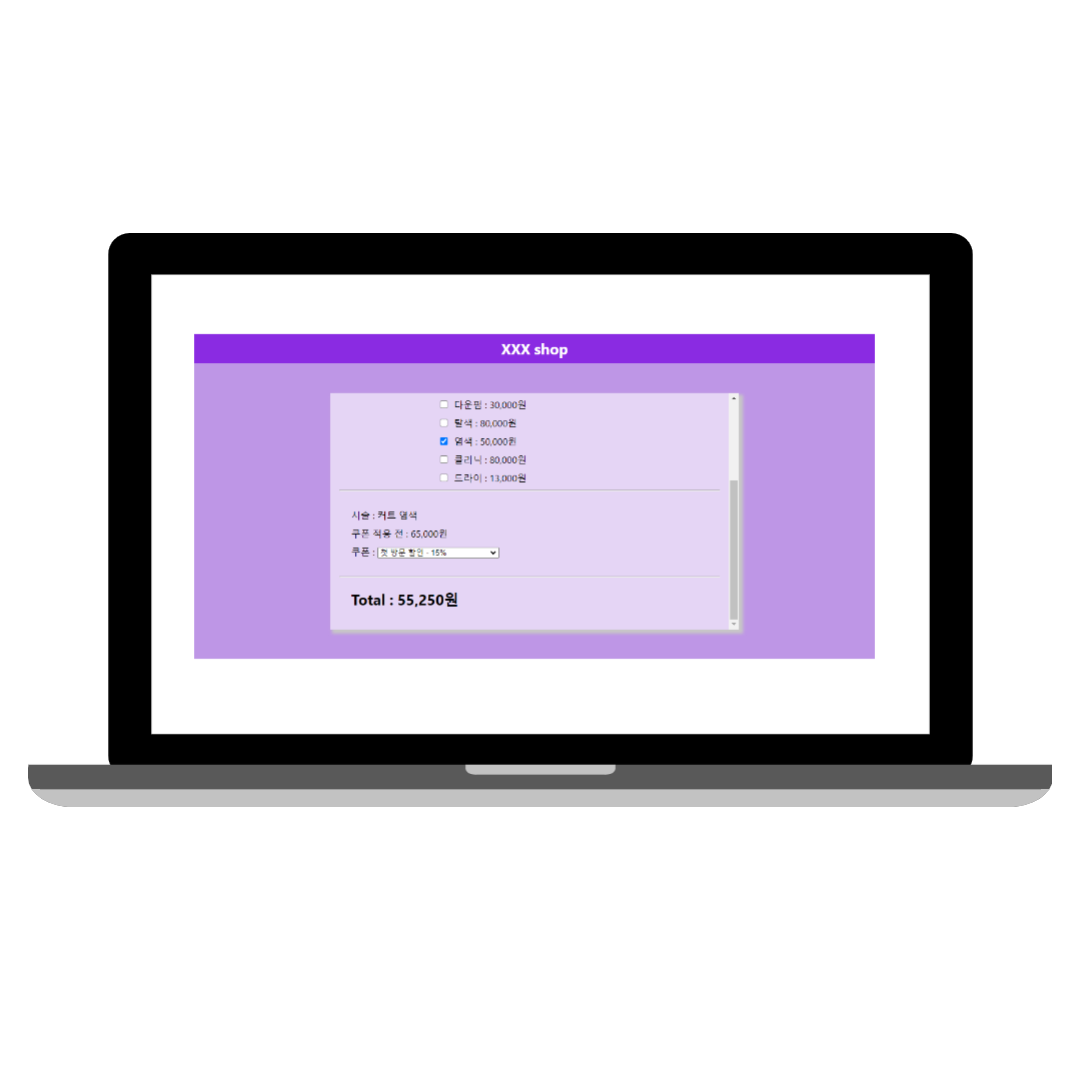 XXX shop
다운펌 : 30,000원
탈색 : 80,000원
염색 : 50,000원
클리닉 : 80,000원
드라이 : 13,000원
시술 : 커트 염색
쿠폰 적용 전 : 65,000원
쿠폰 : 첫 방문 할인 - 15%
Total : 55,250원